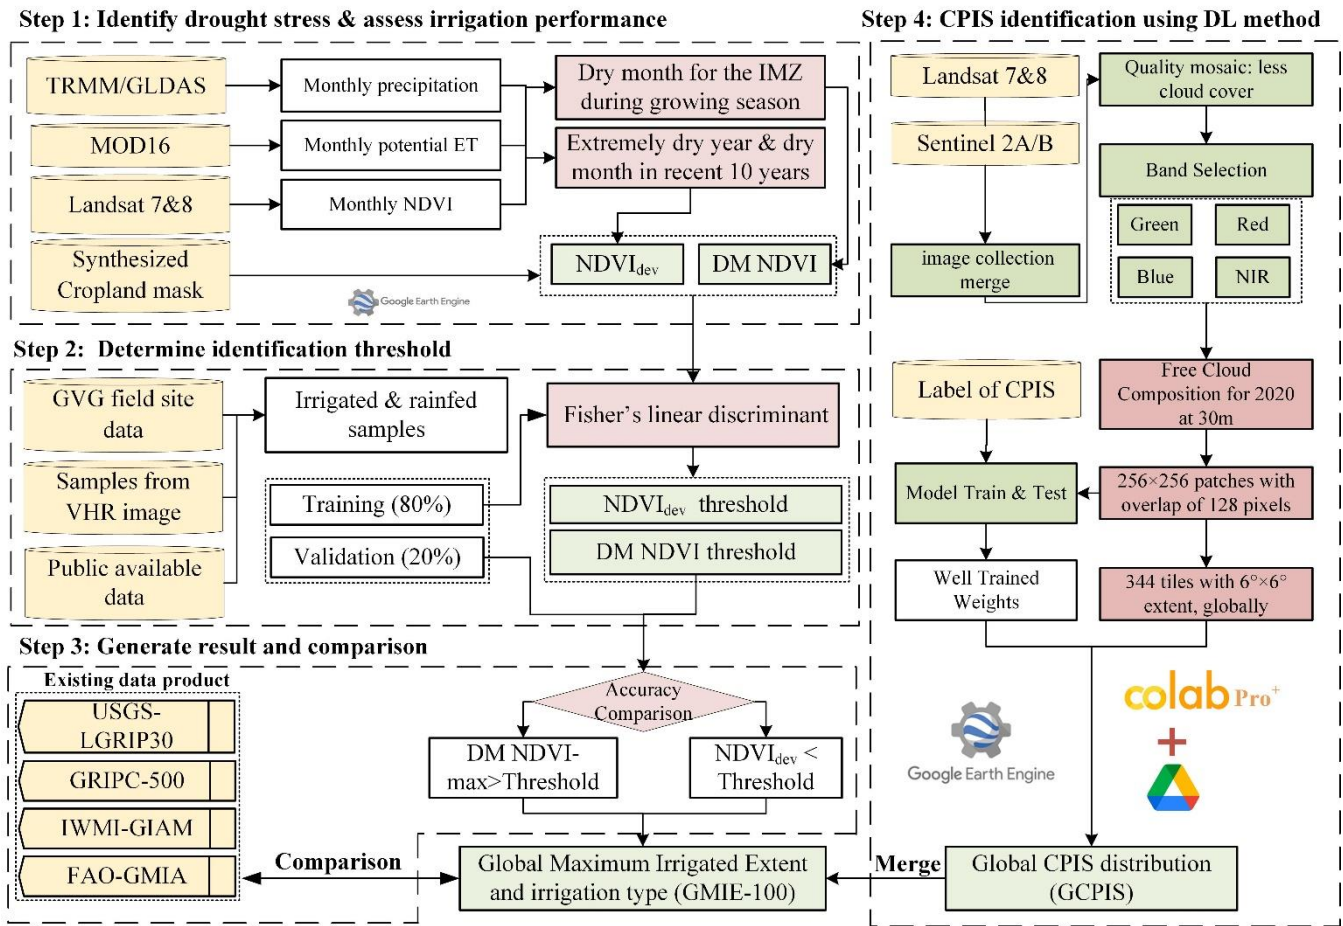 Step 1: Identify drought stress & assess irrigation performance
TRMM/GLDAS
Monthly precipitation
Dry month for the IMZ
during growing season
MOD16
Monthly potential ET
Extremely dry year & dry
month in recent 10 years
Landsat 7&8
Monthly NDVI
Synthesized
Cropland mask
Google Earth Engine
NDVIdev
DM NDVI
Step 2: Determine identification threshold
GVG field site
data
Irrigated & rainfed
samples
Fisher's linear discriminant
Samples from
VHR image
Training (80%)
NDVIdev threshold
Validation (20%)
DM NDVI threshold
Public available
data
Step 3: Generate result and comparison
Existing data product
USGS-
LGRIP30
GRIPC-500
IWMI-GIAM
FAO-GMIA
Accuracy
Comparison
DM NDVI-
max>Threshold
NDVIdev <
Threshold
Comparison
Global Maximum Irrigated Extent
and irrigation type (GMIE-100)
Merge
Step 4: CPIS identification using DL method
Landsat 7&8
Quality mosaic: less
cloud cover
Sentinel 2A/B
Band Selection
Green
Red
image collection
merge
Blue
NIR
Label of CPIS
Free Cloud
Composition for 2020
at 30m
Model Train & Test
256×256 patches with
overlap of 128 pixels
Well Trained
Weights
344 tiles with 6°×6°
extent, globally
Google Earth Engine
colab Pro+
Global CPIS distribution
(GCPIS)